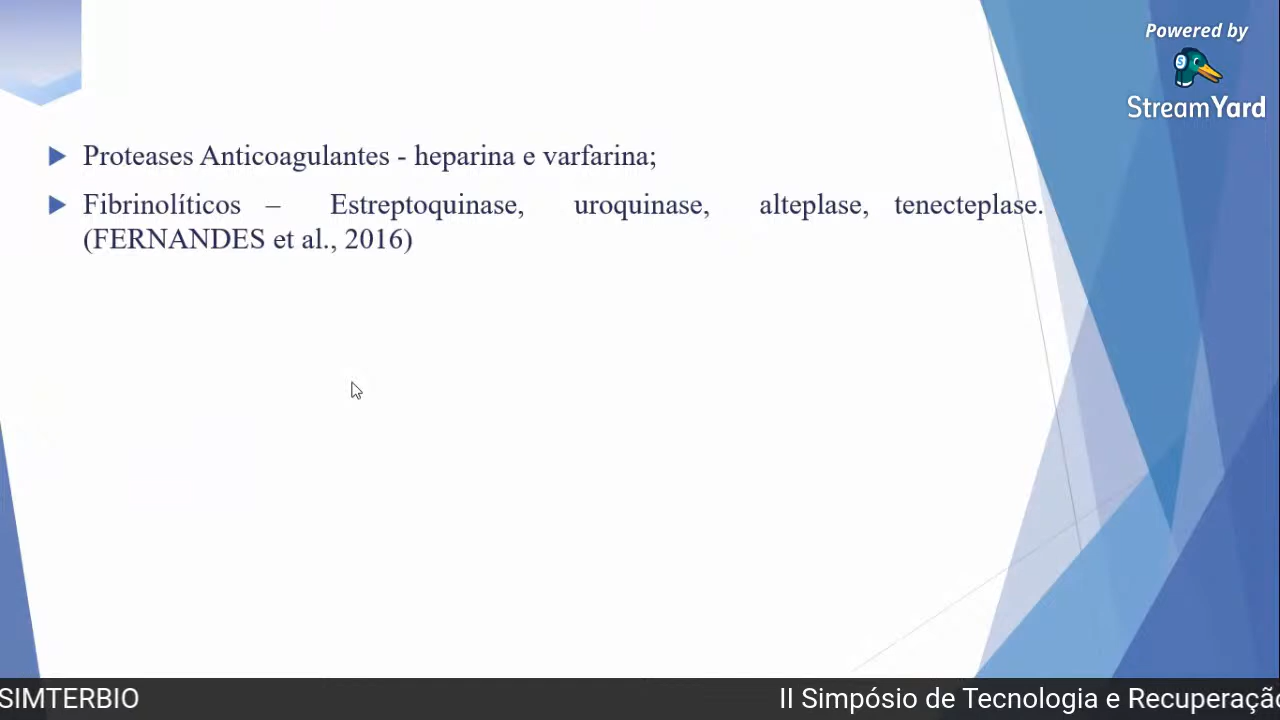 Powered by
StreamYard
Proteases Anticoagulantes - heparina e varfarina;
Fibrinolíticos – Estreptoquinase, uroquinase, alteplase, tenecteplase.
(FERNANDES et al., 2016)
SIMTERBIO
II Simpósio de Tecnologia e Recuperação